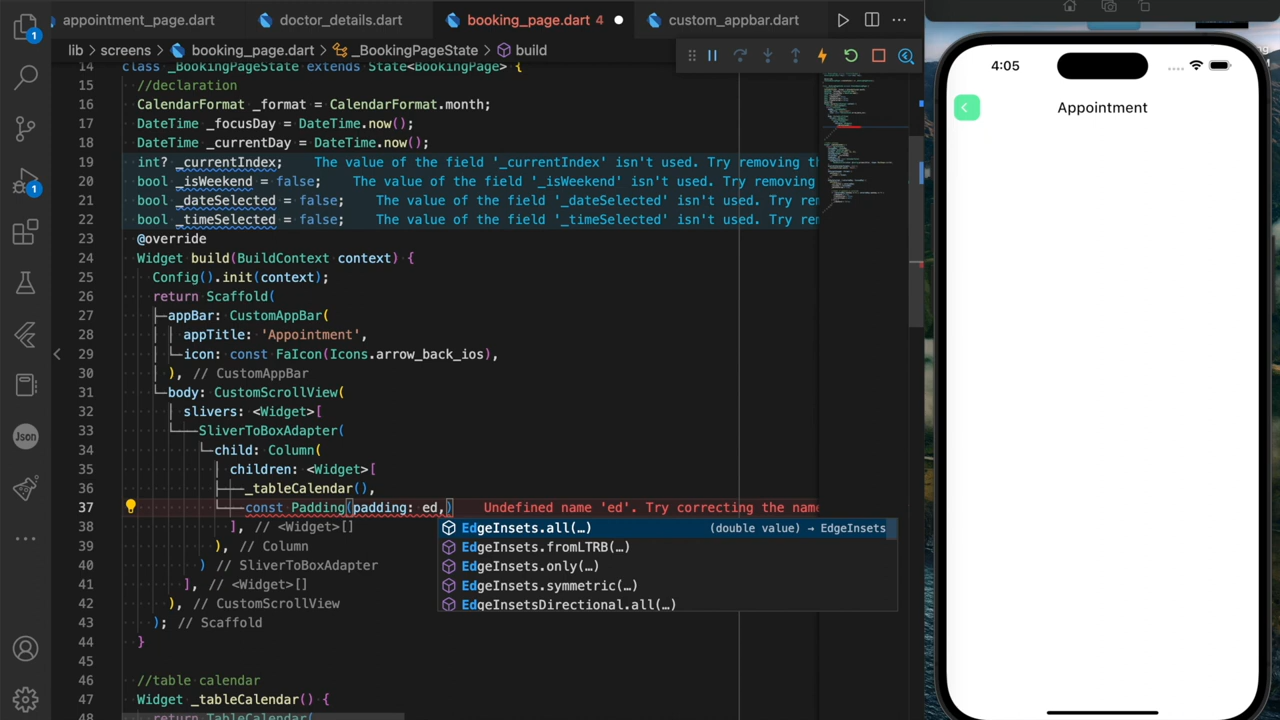 appointment_page.dart
doctor_details.dart
booking_page.dart 4
custom_appbar.dart
lib
screens
booking_page.dart
_BookingPageState
build
1
1
Json
14 class _BookingPageState extends State<BookingPage> {
15 //declaration
16 CalendarFormat _format = CalendarFormat.month;
17 DateTime _focusDay = DateTime.now();
18 DateTime _currentDay = DateTime.now();
19 int? _currentIndex; The value of the field '_currentIndex' isn't used. Try removing th
20 bool _isWeekend = false; The value of the field '_isWeekend' isn't used. Try removing
21 bool _dateSelected = false; The value of the field '_dateSelected' isn't used. Try re
22 bool _timeSelected = false; The value of the field '_timeSelected' isn't used. Try re
23 @override
24 Widget build(BuildContext context) {
25 Config().init(context);
26 return Scaffold(
27 appBar: CustomAppBar(
28 appTitle: 'Appointment',
29 icon: const FaIcon(Icons.arrow_back_ios),
30 ), // CustomAppBar
31 body: CustomScrollView(
32 slivers: <Widget>[
33 SliverToBoxAdapter(
34 child: Column(
35 children: <Widget>[
36 _tableCalendar(),
37 const Padding(padding: ed,) Undefined name 'ed'. Try correcting the name
38 ], // <Widget>[]
39 ), // Column
40 ) // SliverToBoxAdapter
41 ], // <Widget>[]
42 ), // CustomScrollView
43 ); // Scaffold
44 }
45
46 //table calendar
47 Widget _tableCalendar() {
48 return TableCalendar(
EdgeInsets.all(…) (double value) → EdgeInsets
EdgeInsets.fromLTRB(…)
EdgeInsets.only(…)
EdgeInsets.symmetric(…)
EdgeInsetsDirectional.all(…)
4:05
Appointment